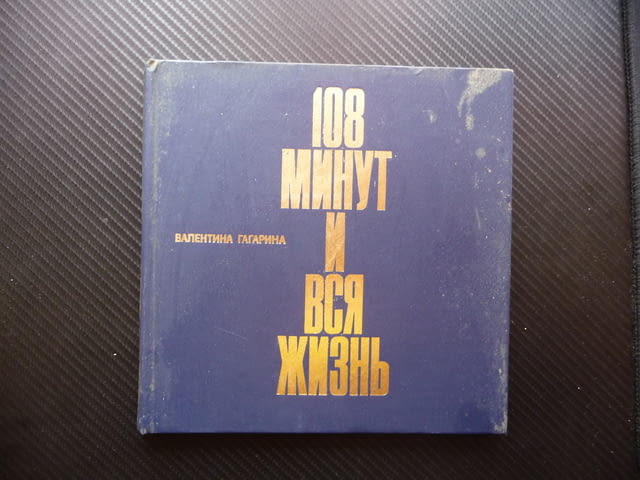 108
МИНУТ
И
ВСЯ
ЖИЗНЬ
ВАЛЕНТИНА ГАГАРИНА